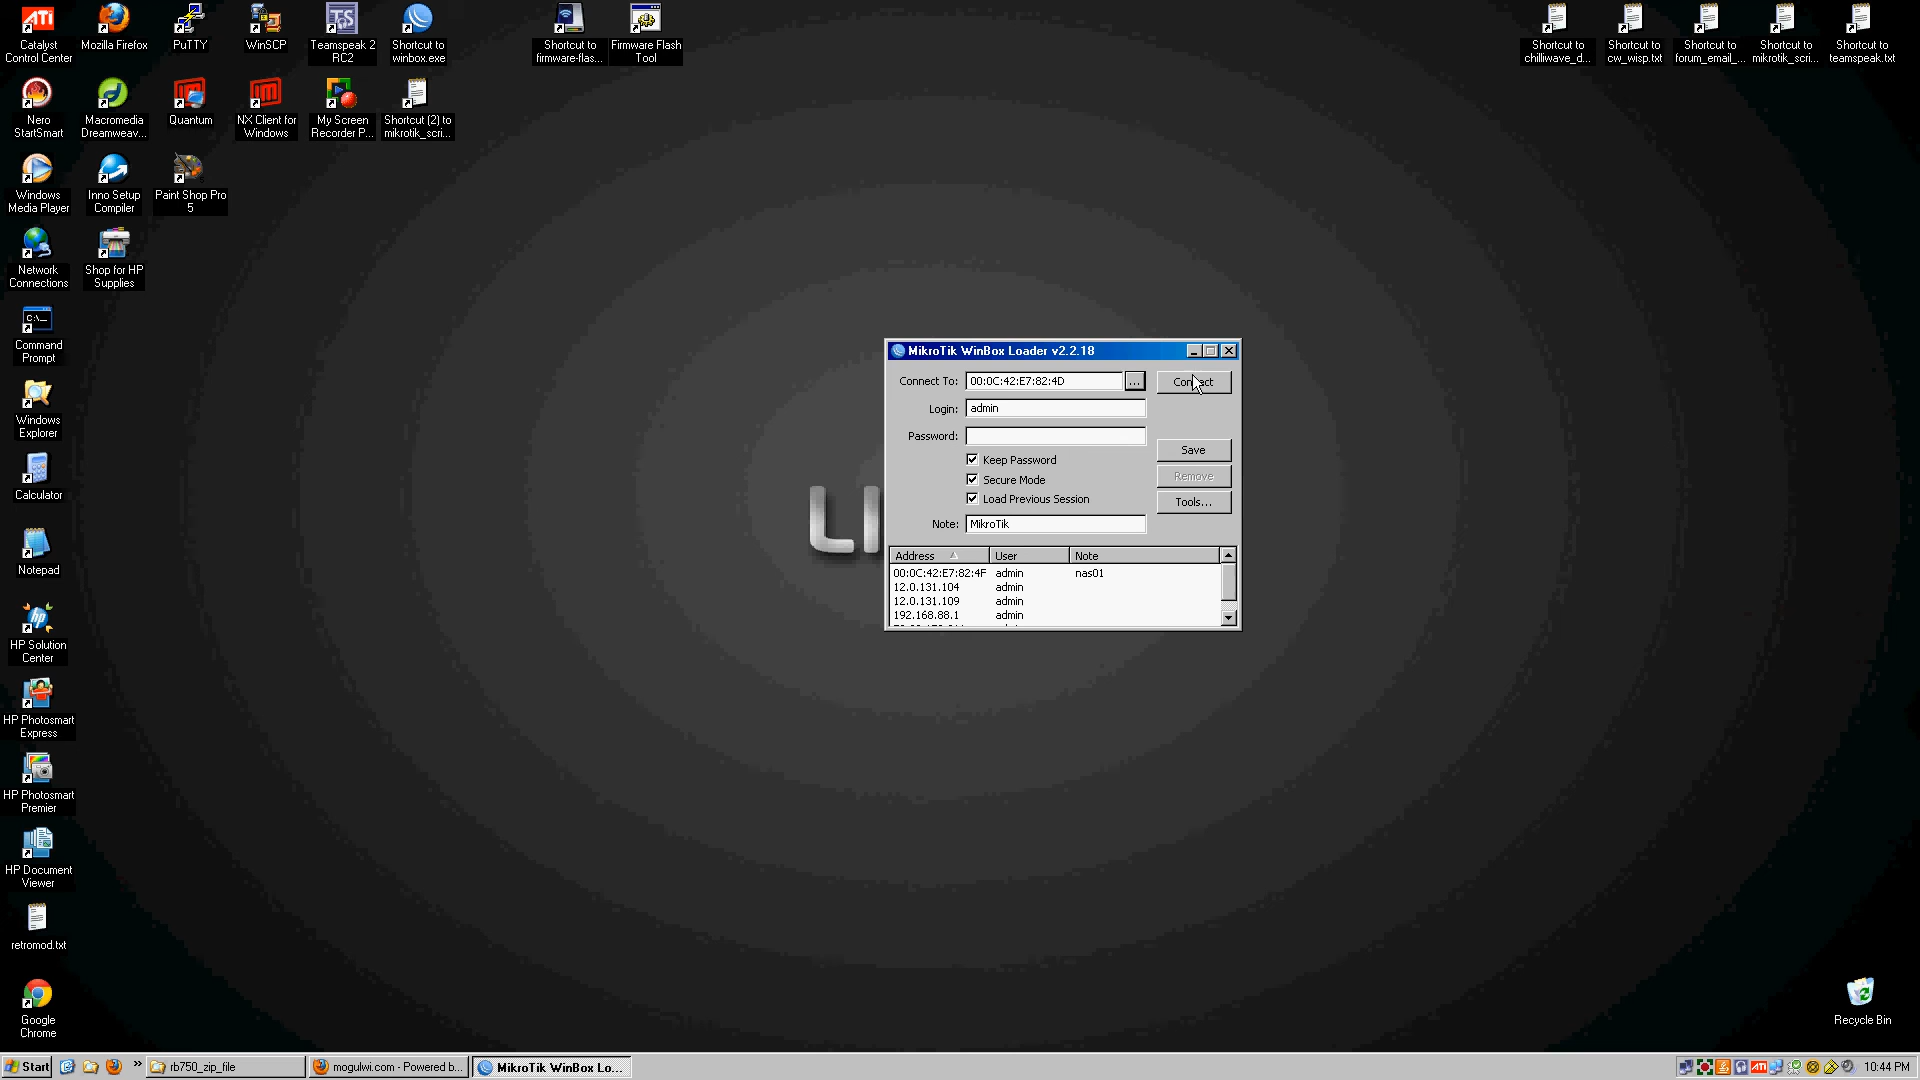 Catalyst
Control Center
Mozilla Firefox
PuTTY
WinSCP
Teamspeak 2
RC2
Shortcut to
winbox.exe
Shortcut to
firmware-flas...
Firmware Flash
Tool
Shortcut to
chilliwave_d...
Shortcut to
cw_wisp.txt
Shortcut to
forum_email_...
Shortcut to
mikrotik_scri...
Shortcut to
teamspeak.txt
Nero
StartSmart
Macromedia
Dreamweav...
Quantum
NX Client for
Windows
My Screen
Recorder P...
Shortcut (2) to
mikrotik_scri...
Windows
Media Player
Inno Setup
Compiler
Paint Shop Pro
5
Network
Connections
Shop for HP
Supplies
Command
Prompt
Windows
Explorer
Calculator
Notepad
HP Solution
Center
HP Photosmart
Express
HP Photosmart
Premier
HP Document
Viewer
retromod.txt
Google
Chrome
Recycle Bin
MikroTik WinBox Loader v2.2.18
Connect To: 00:0C:42:E7:82:4D ... Connect
Login: admin
Password:
Keep Password
Secure Mode
Load Previous Session
Save
Remove
Tools...
Note: MikroTik
Address User Note
00:0C:42:E7:82:4F admin nas01
12.0.131.104 admin
12.0.131.109 admin
192.168.88.1 admin
Start
rb750_zip_file
mogulwi.com - Powered b...
MikroTik WinBox Lo...
10:44 PM